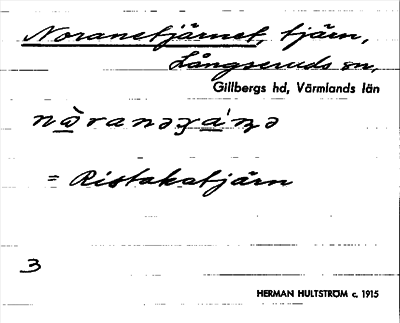 Noranetjärnet, tjärn,
Långseruds sn,
Gillbergs hd, Värmlands län
= Ristakatjärn
3
HERMAN HULTSTRÖM c. 1915